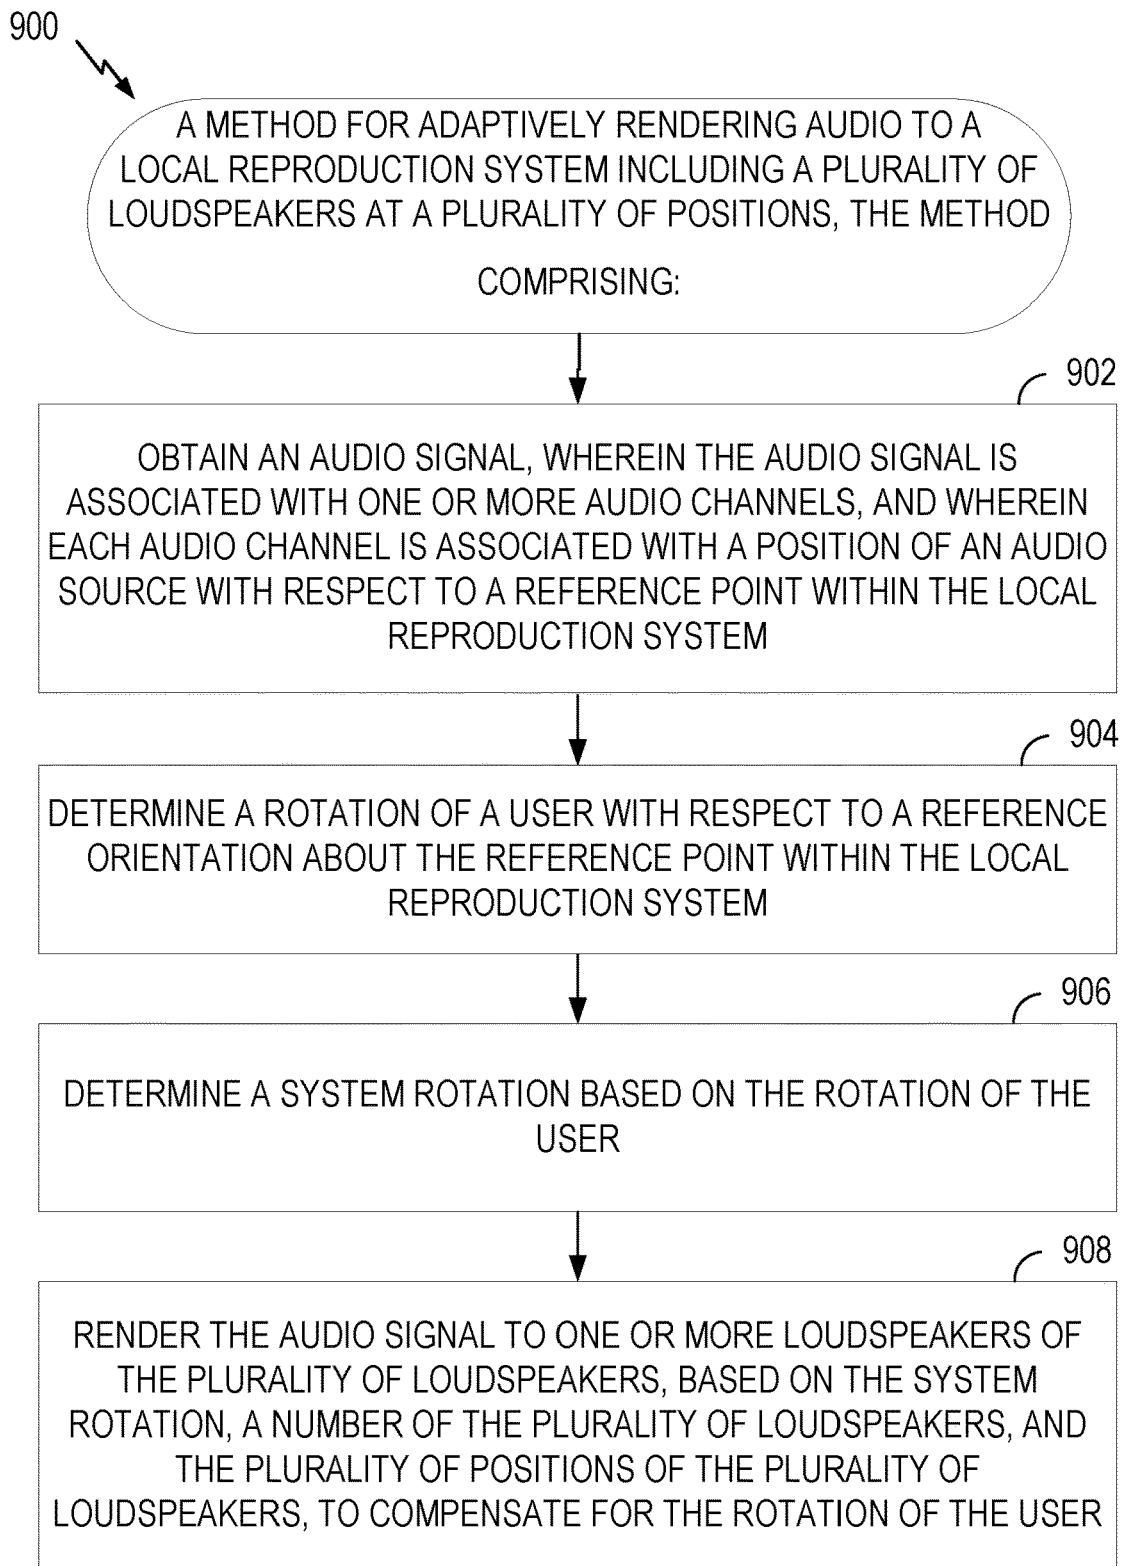 900
A METHOD FOR ADAPTIVELY RENDERING AUDIO TO A
LOCAL REPRODUCTION SYSTEM INCLUDING A PLURALITY OF
LOUDSPEAKERS AT A PLURALITY OF POSITIONS, THE METHOD
COMPRISING:
902
OBTAIN AN AUDIO SIGNAL, WHEREIN THE AUDIO SIGNAL IS
ASSOCIATED WITH ONE OR MORE AUDIO CHANNELS, AND WHEREIN
EACH AUDIO CHANNEL IS ASSOCIATED WITH A POSITION OF AN AUDIO
SOURCE WITH RESPECT TO A REFERENCE POINT WITHIN THE LOCAL
REPRODUCTION SYSTEM
904
DETERMINE A ROTATION OF A USER WITH RESPECT TO A REFERENCE
ORIENTATION ABOUT THE REFERENCE POINT WITHIN THE LOCAL
REPRODUCTION SYSTEM
906
DETERMINE A SYSTEM ROTATION BASED ON THE ROTATION OF THE
USER
908
RENDER THE AUDIO SIGNAL TO ONE OR MORE LOUDSPEAKERS OF
THE PLURALITY OF LOUDSPEAKERS, BASED ON THE SYSTEM
ROTATION, A NUMBER OF THE PLURALITY OF LOUDSPEAKERS, AND
THE PLURALITY OF POSITIONS OF THE PLURALITY OF
LOUDSPEAKERS, TO COMPENSATE FOR THE ROTATION OF THE USER